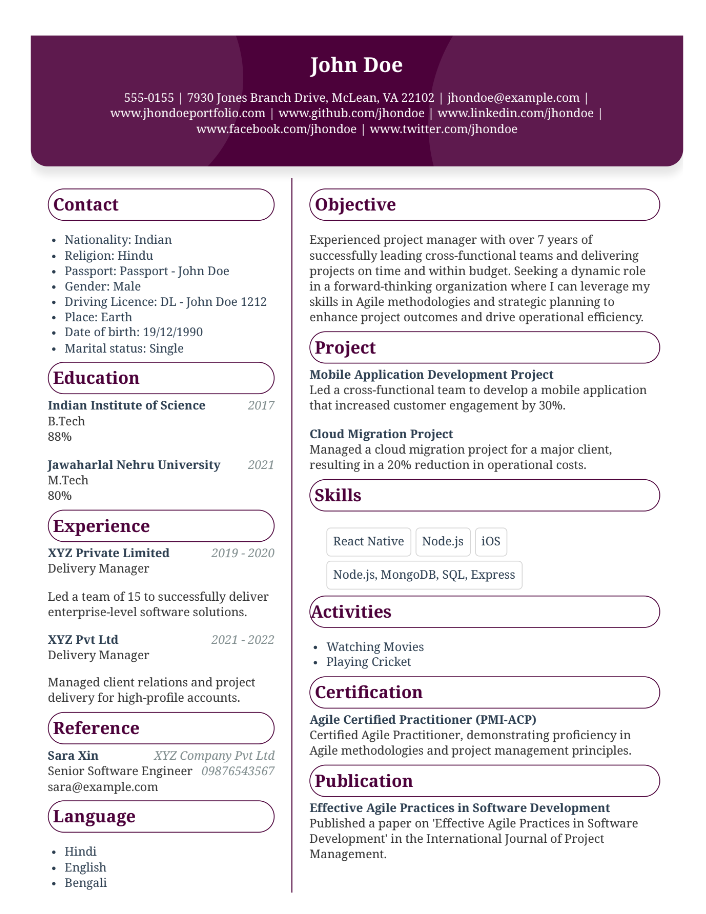 John Doe
555-0155 | 7930 Jones Branch Drive, McLean, VA 22102 | jhondoe@example.com |
www.jhondoeportfolio.com | www.github.com/jhondoe | www.linkedin.com/jhondoe |
www.facebook.com/jhondoe | www.twitter.com/jhondoe
Contact
• Nationality: Indian
• Religion: Hindu
• Passport: Passport - John Doe
• Gender: Male
• Driving Licence: DL - John Doe 1212
• Place: Earth
• Date of birth: 19/12/1990
• Marital status: Single
Education
Indian Institute of Science 2017
B.Tech
88%
Jawaharlal Nehru University 2021
M.Tech
80%
Experience
XYZ Private Limited 2019 - 2020
Delivery Manager
Led a team of 15 to successfully deliver
enterprise-level software solutions.
XYZ Pvt Ltd 2021 - 2022
Delivery Manager
Managed client relations and project
delivery for high-profile accounts.
Reference
Sara Xin XYZ Company Pvt Ltd
Senior Software Engineer 09876543567
sara@example.com
Language
• Hindi
• English
• Bengali
Objective
Experienced project manager with over 7 years of
successfully leading cross-functional teams and delivering
projects on time and within budget. Seeking a dynamic role
in a forward-thinking organization where I can leverage my
skills in Agile methodologies and strategic planning to
enhance project outcomes and drive operational efficiency.
Project
Mobile Application Development Project
Led a cross-functional team to develop a mobile application
that increased customer engagement by 30%.
Cloud Migration Project
Managed a cloud migration project for a major client,
resulting in a 20% reduction in operational costs.
Skills
React Native Node.js iOS
Node.js, MongoDB, SQL, Express
Activities
• Watching Movies
• Playing Cricket
Certification
Agile Certified Practitioner (PMI-ACP)
Certified Agile Practitioner, demonstrating proficiency in
Agile methodologies and project management principles.
Publication
Effective Agile Practices in Software Development
Published a paper on 'Effective Agile Practices in Software
Development' in the International Journal of Project
Management.